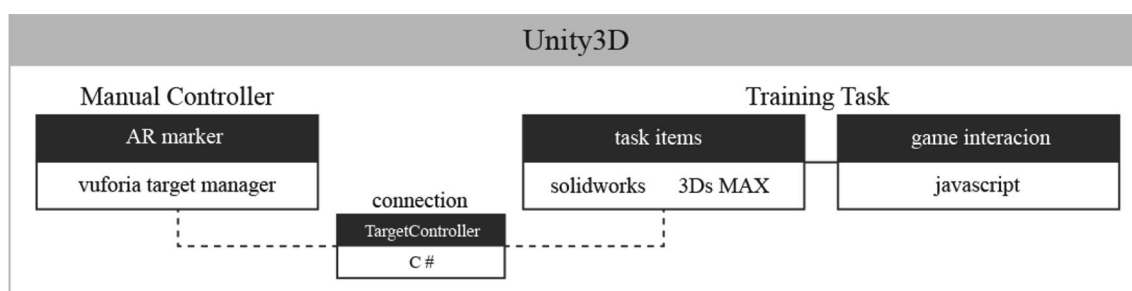 Unity3D
Manual Controller
Training Task
AR marker
task items
game interacion
vuforia target manager
solidworks 3Ds MAX
javascript
connection
TargetController
C #